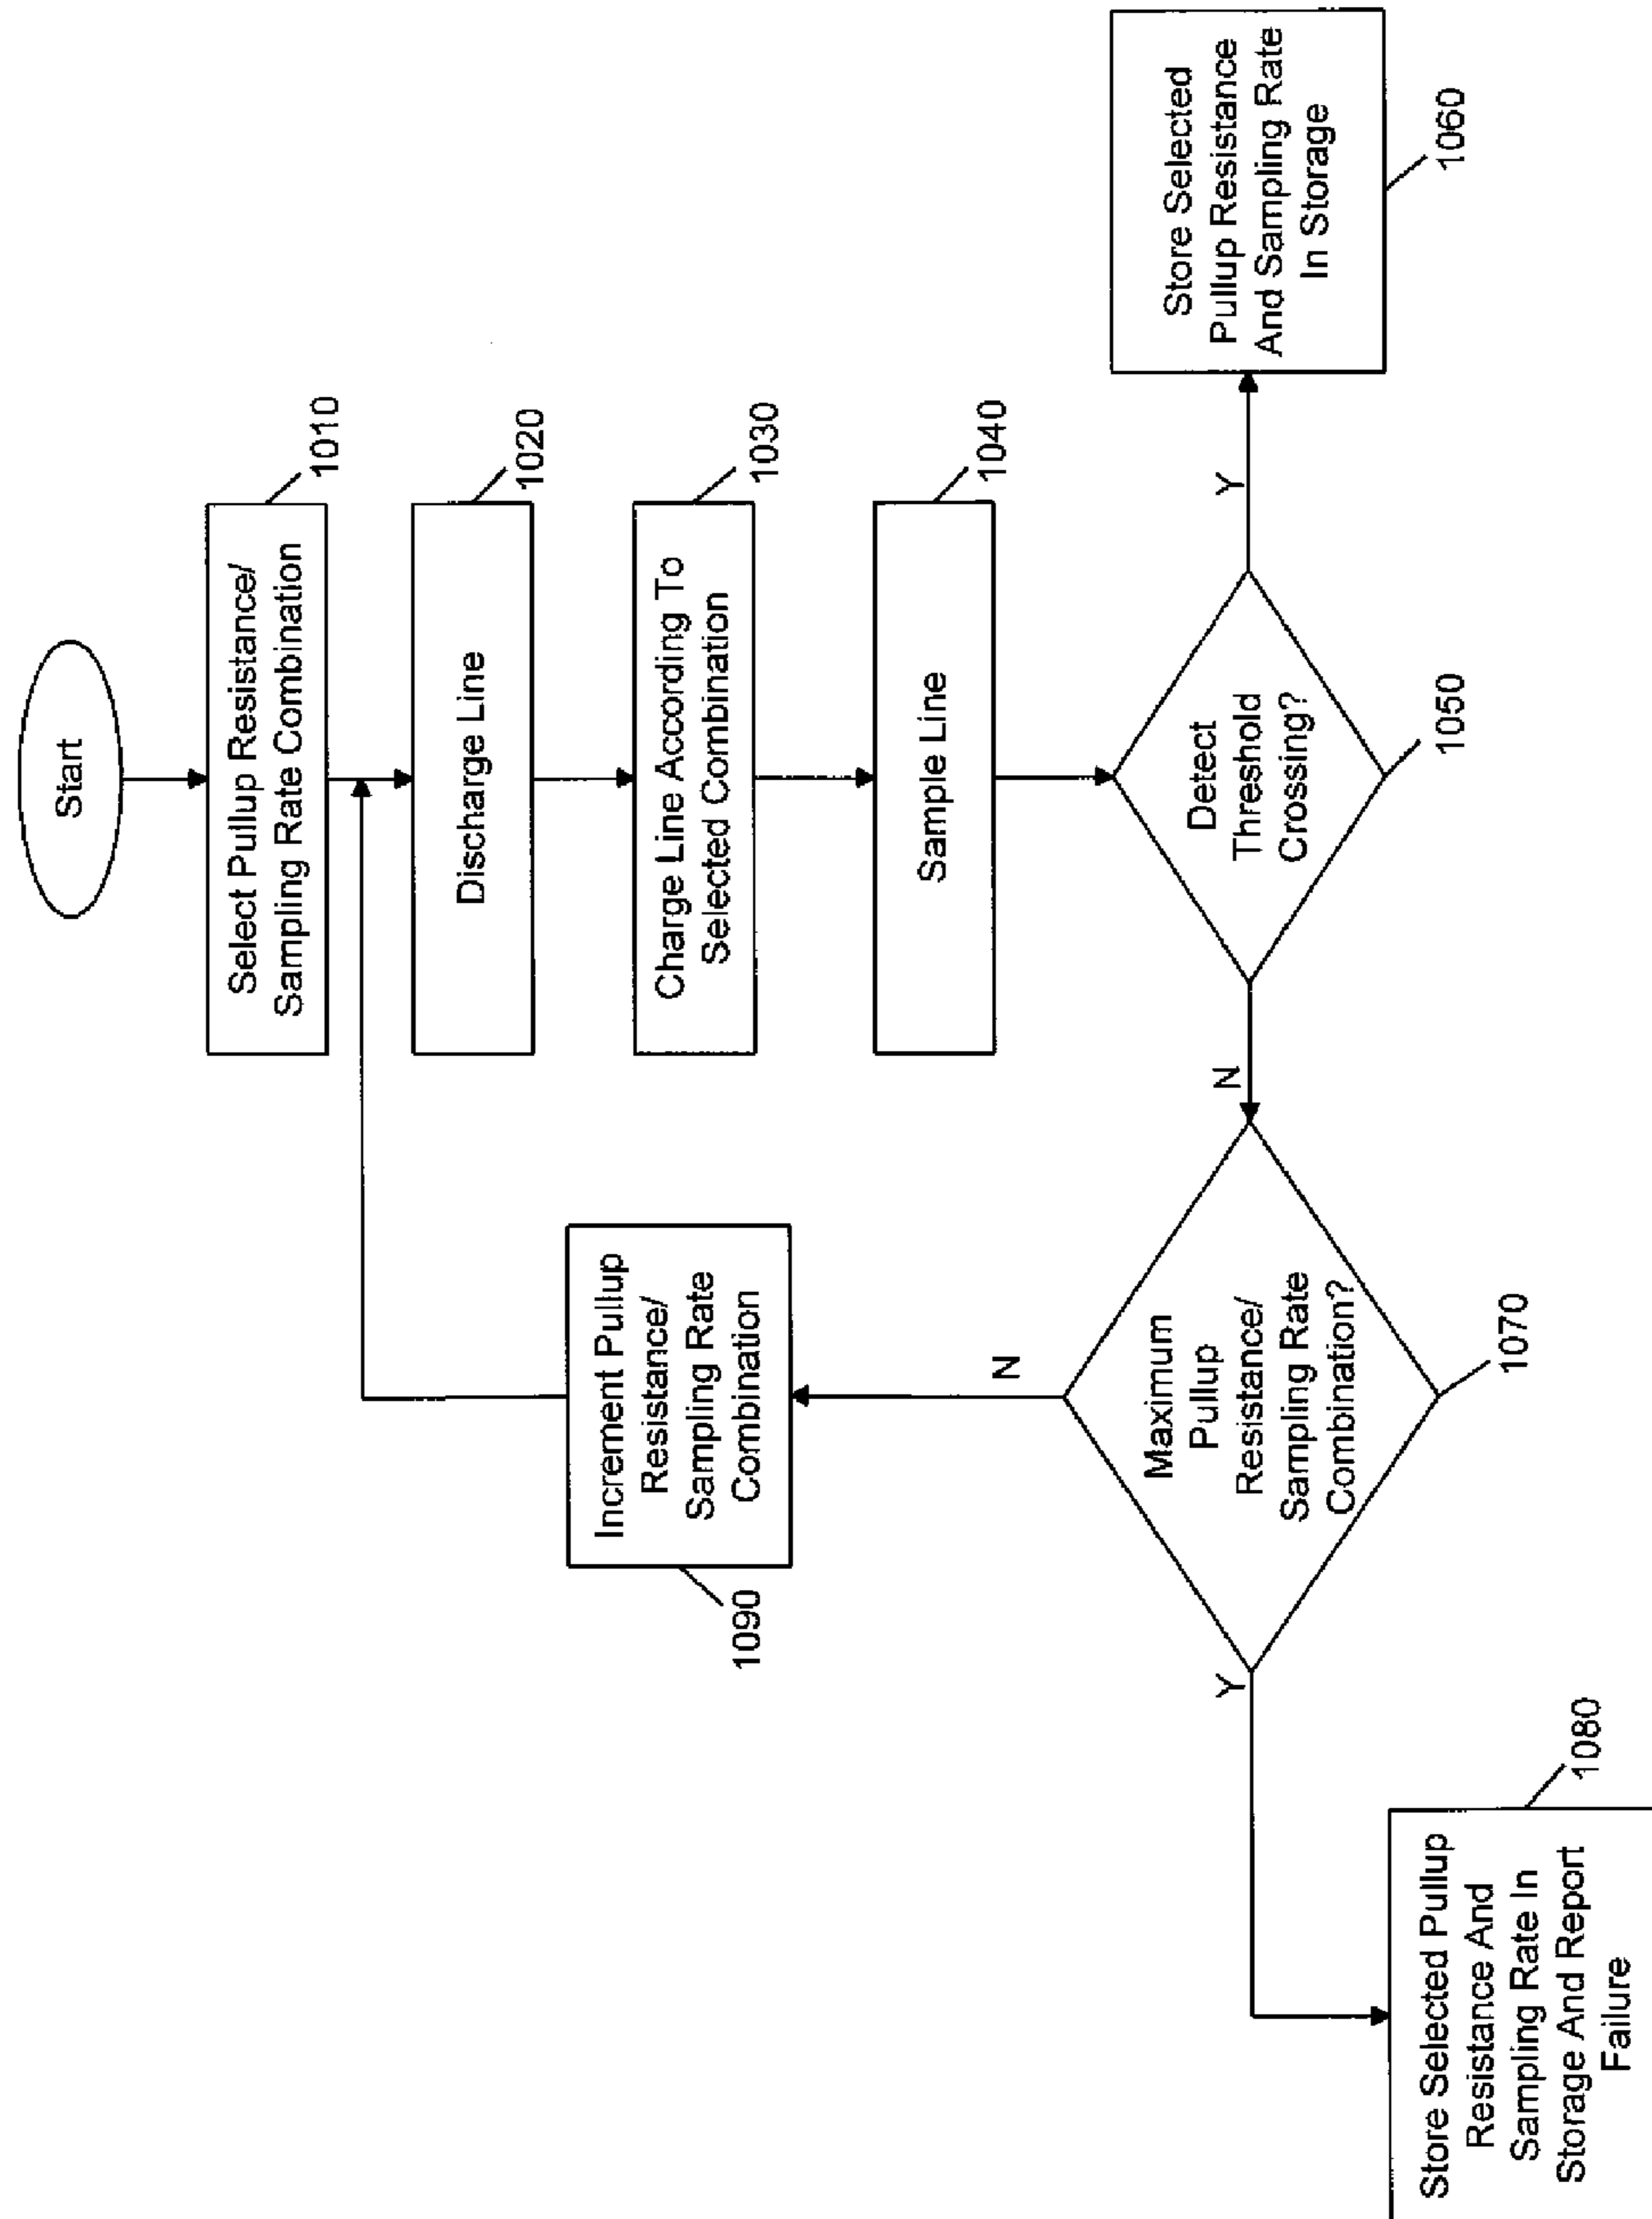 Start
Select Pullup Resistance/
Sampling Rate Combination
1010
Discharge Line
1020
Charge Line According To
Selected Combination
1030
Sample Line
1040
Detect
Threshold
Crossing?
1050
Y
Store Selected
Pullup Resistance
And Sampling Rate
In Storage
1060
N
Maximum
Pullup
Resistance/
Sampling Rate
Combination?
1070
N
Increment Pullup
Resistance/
Sampling Rate
Combination
1090
Y
Store Selected Pullup
Resistance And
Sampling Rate In
Storage And Report
Failure
1080